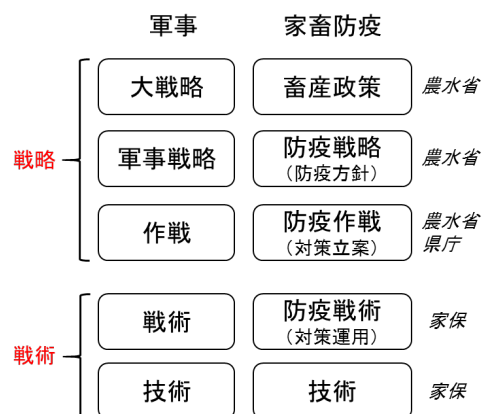 軍事 家畜防疫
大戦略 畜産政策 農水省
戦略 軍事戦略 防疫戦略 農水省
（防疫方針）
作戦 防疫作戦 農水省
（対策立案） 県庁
戦術 防疫戦術 家保
（対策運用）
戦術
技術 技術 家保